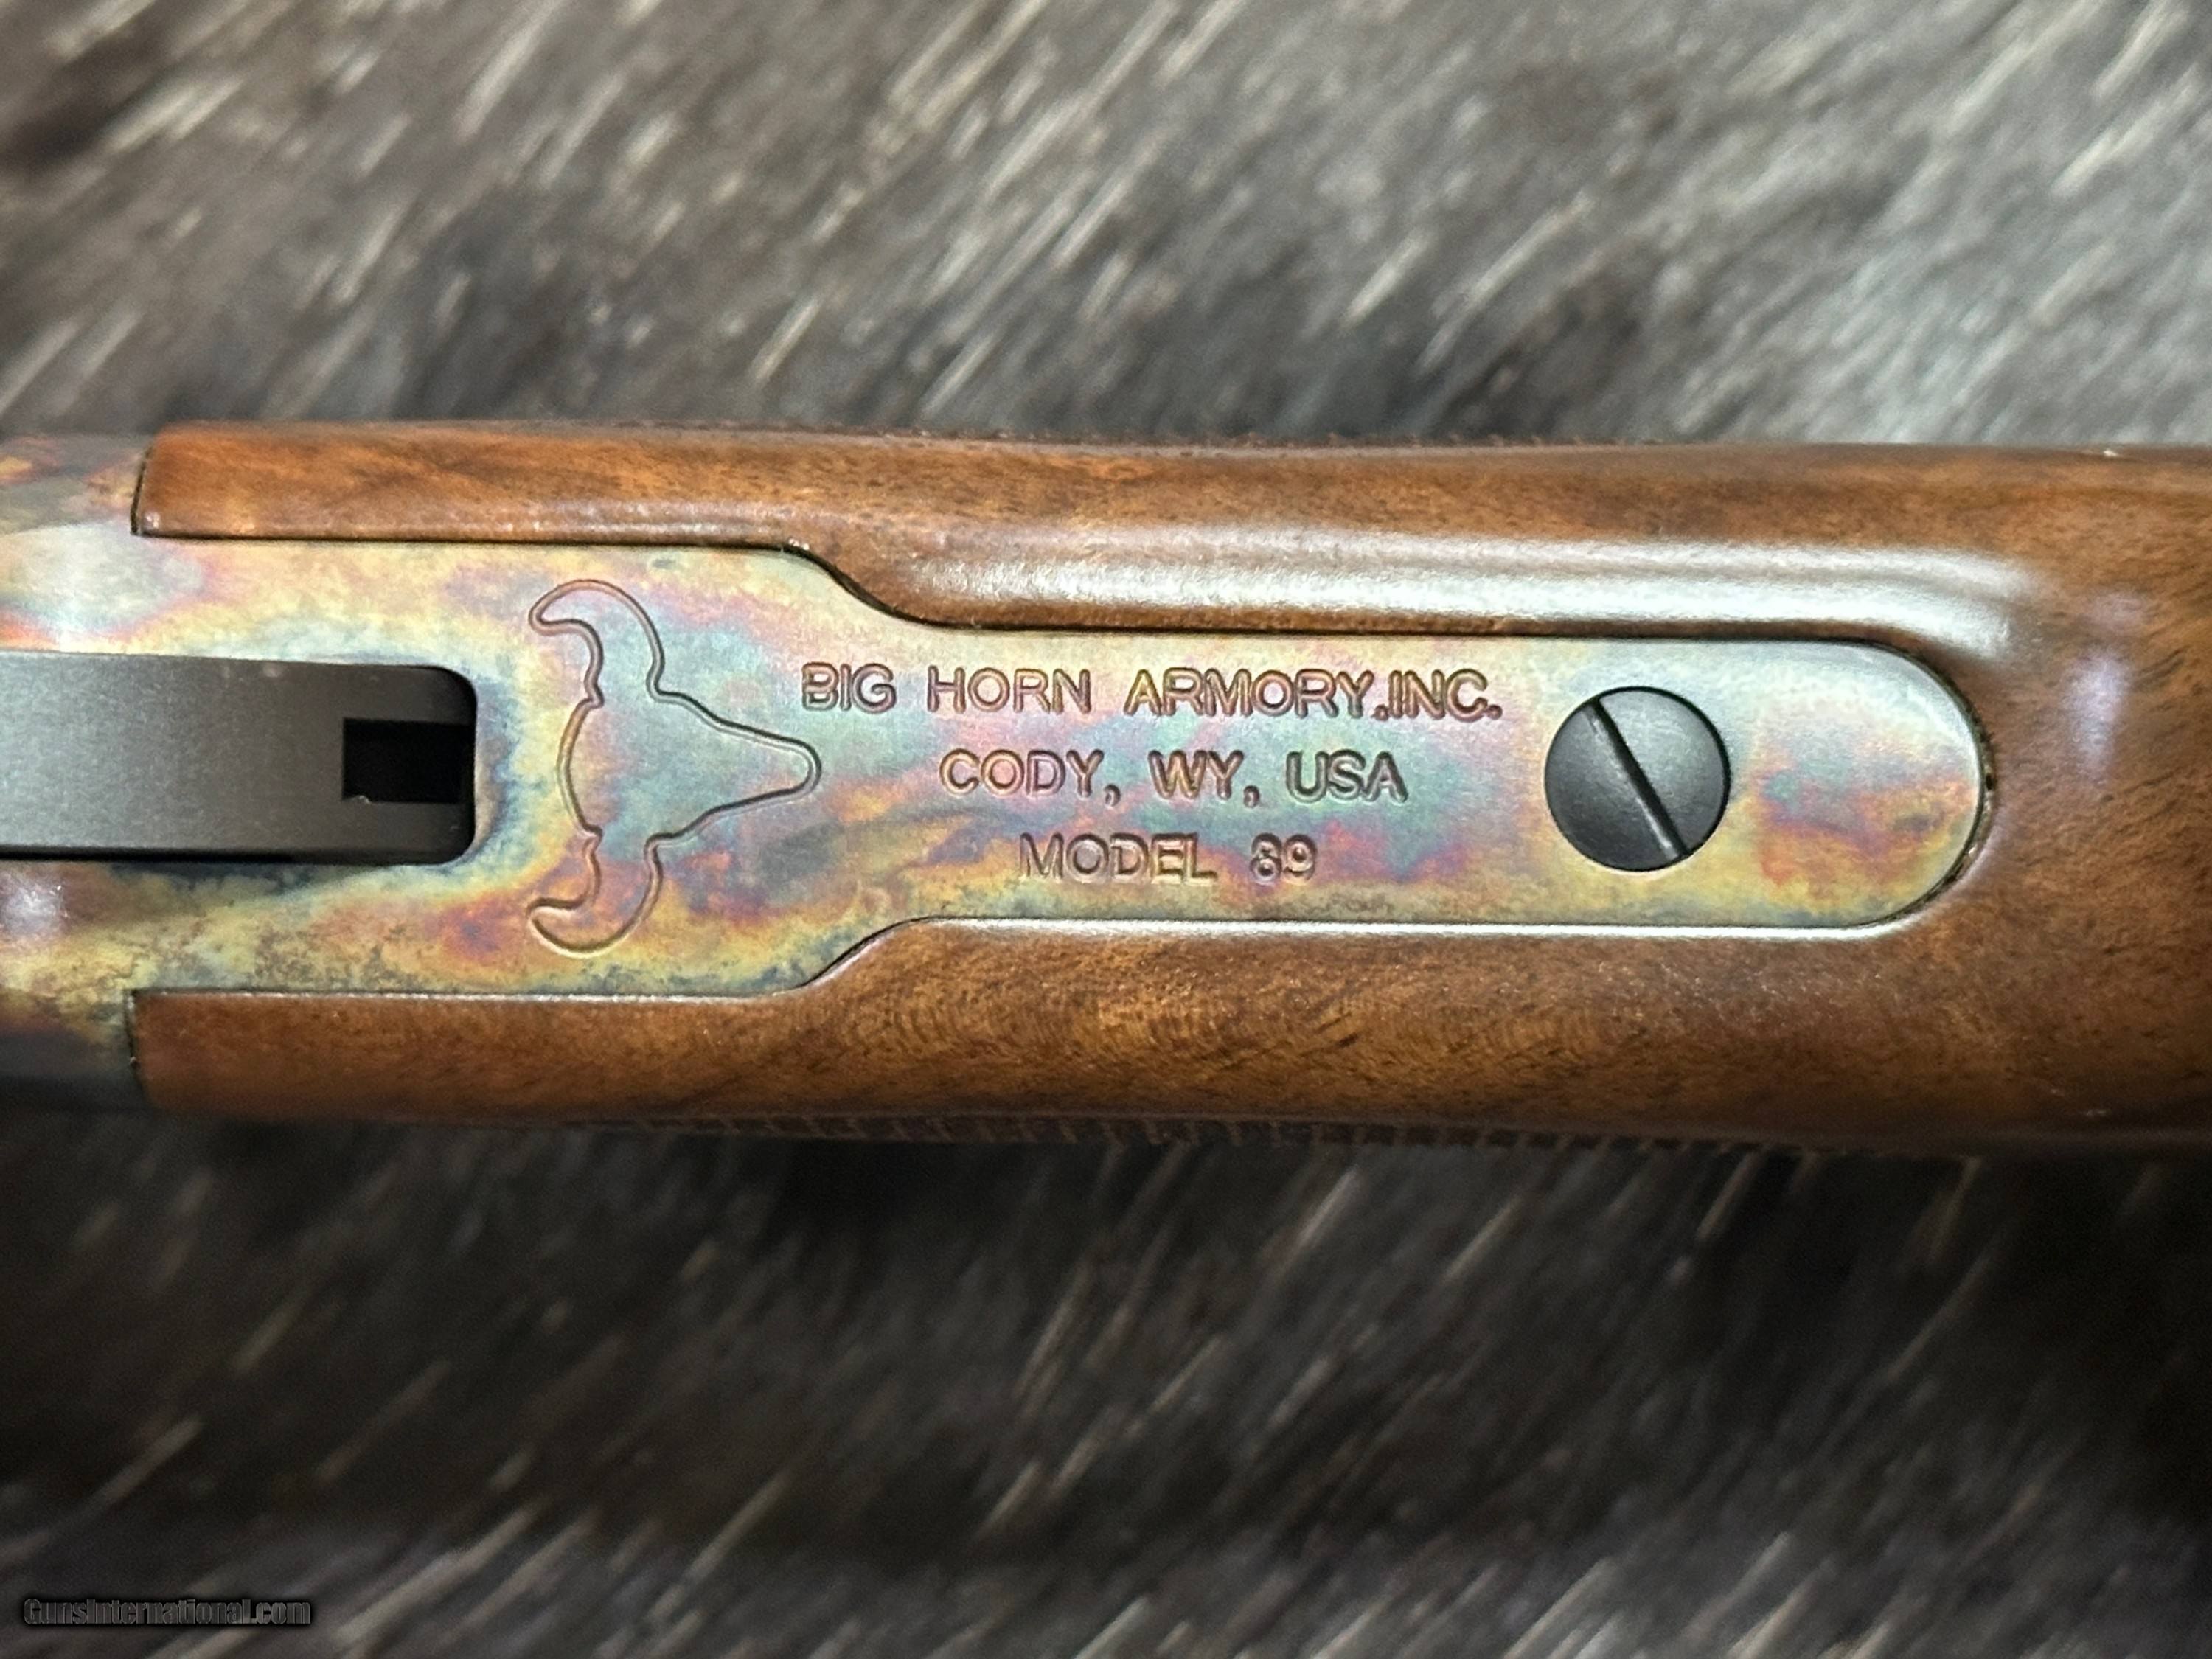 BIG HORN ARMORY,INC.
CODY, WY, USA
MODEL 89
GunsInternational.com